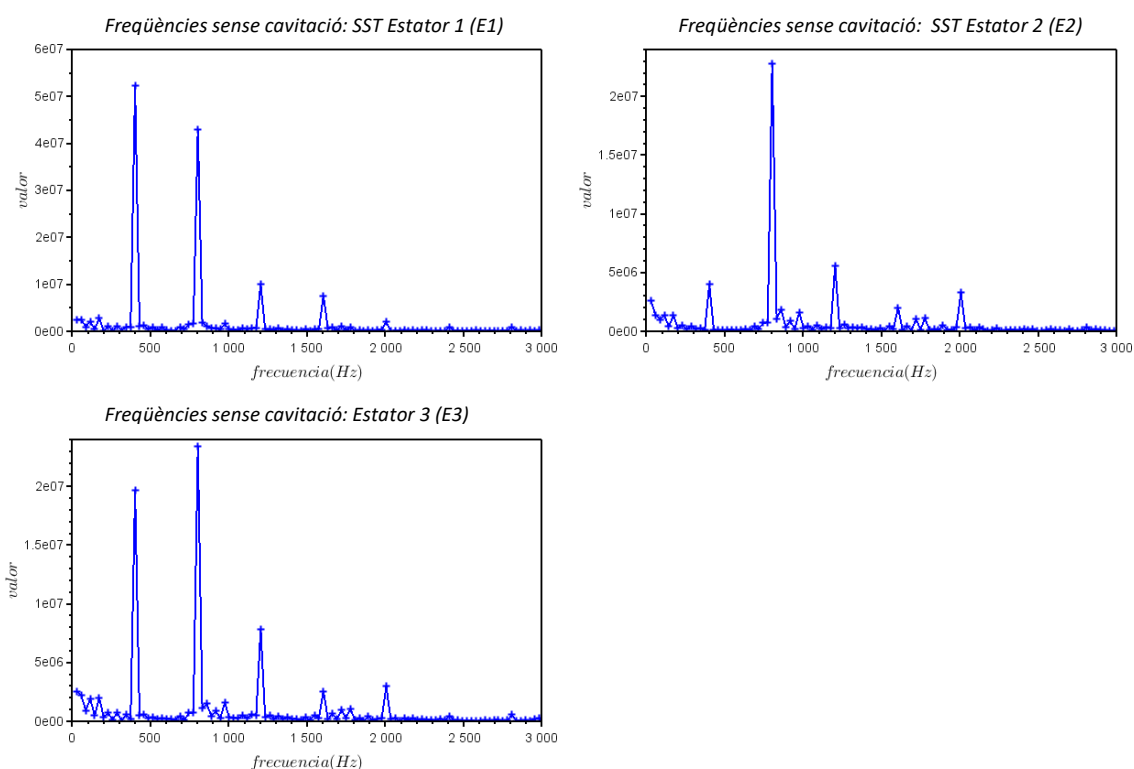 Freqüències sense cavitació: SST Estator 1 (E1)
6e07
5e07
4e07
3e07
2e07
1e07
0e00
valor
0 500 1 000 1 500 2 000 2 500 3 000
frecuencia(Hz)
Freqüències sense cavitació: SST Estator 2 (E2)
2e07
1.5e07
1e07
5e06
0e00
valor
0 500 1 000 1 500 2 000 2 500 3 000
frecuencia(Hz)
Freqüències sense cavitació: Estator 3 (E3)
2e07
1.5e07
1e07
5e06
0e00
valor
0 500 1 000 1 500 2 000 2 500 3 000
frecuencia(Hz)